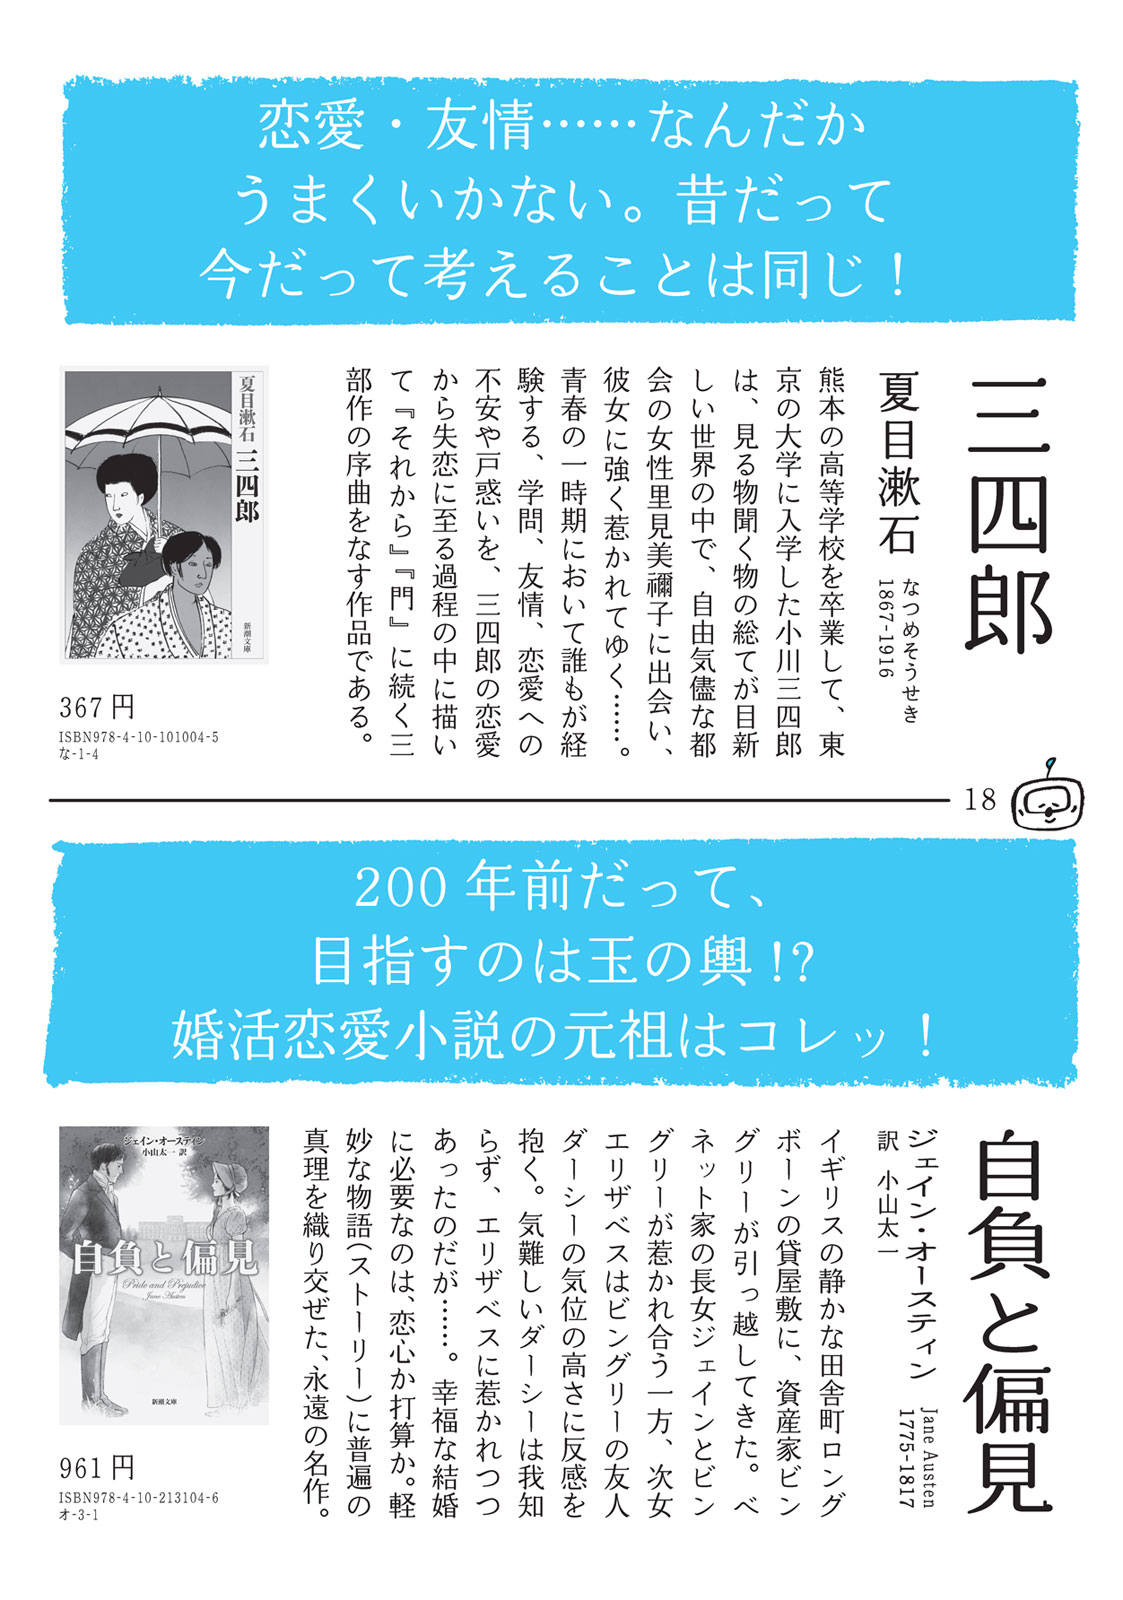 恋愛・友情……なんだか
うまくいかない。昔だって
今だって考えることは同じ！
三四郎
夏目漱石
なつめそうせき
1867-1916
熊本の高等学校を卒業して、東
京の大学に入学した小川三四郎
は、見る物聞く物の総てが目新
しい世界の中で、自由気儘な都
会の女性里見美禰子に出会い、
彼女に強く惹かれてゆく……。
青春の一時期において誰もが経
験する、学問、友情、恋愛への
不安や戸惑いを、三四郎の恋愛
から失恋に至る過程の中に描い
て『それから』『門』に続く三
部作の序曲をなす作品である。
夏目漱石
三四郎
新潮文庫
367円
ISBN978-4-10-101004-5
な-1-4
18
200年前だって、
目指すのは玉の輿!?
婚活恋愛小説の元祖はコレッ！
自負と偏見
ジェイン・オースティン
Jane Austen
1775-1817
訳 小山太一
イギリスの静かな田舎町ロング
ボーンの貸屋敷に、資産家ビン
グリーが引っ越してきた。ベ
ネット家の長女ジェインとビン
グリーが惹かれ合う一方、次女
エリザベスはビングリーの友人
ダーシーの気位の高さに反感を
抱く。気難しいダーシーは我知
らず、エリザベスに惹かれつつ
あったのだが……。幸福な結婚
に必要なのは、恋心か打算か。軽
妙な物語(ストーリー)に普遍の
真理を織り交ぜた、永遠の名作。
ジェイン・オースティン
小山太一 訳
自負と偏見
Pride and Prejudice
Jane Austen
新潮文庫
961円
ISBN978-4-10-213104-6
オ-3-1